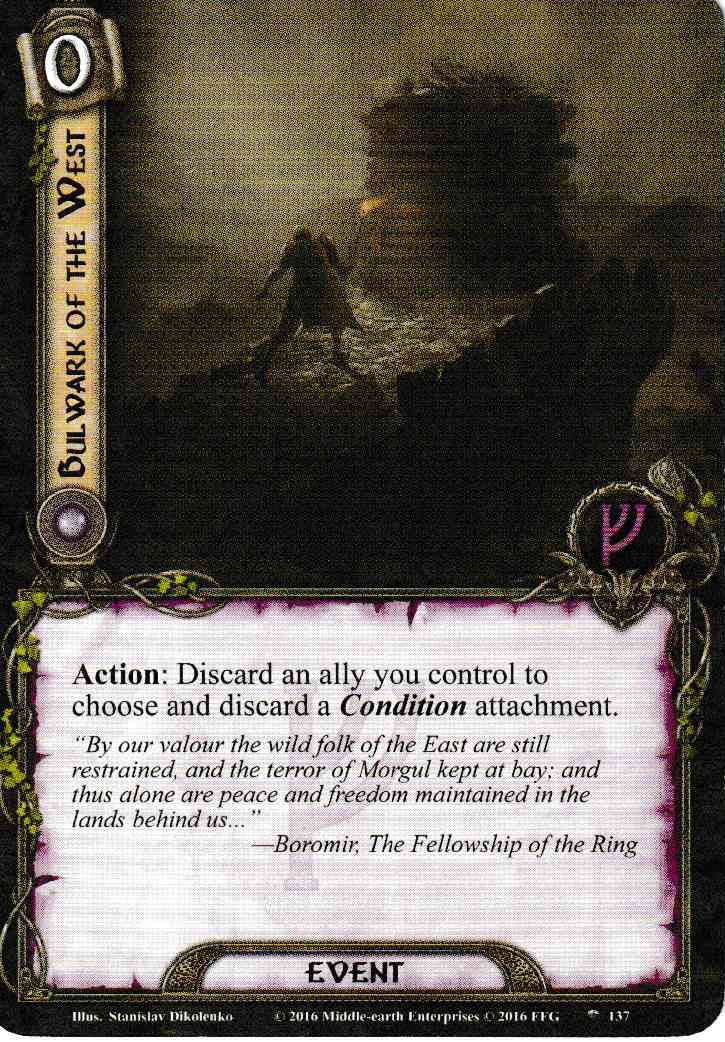 0
BULWARK OF THE WEST
Action: Discard an ally you control to
choose and discard a Condition attachment.
“By our valour the wild folk of the East are still
restrained, and the terror of Morgul kept at bay; and
thus alone are peace and freedom maintained in the
lands behind us...”
—Boromir, The Fellowship of the Ring
EVENT
Illus. Stanislav Dikolenko © 2016 Middle-earth Enterprises © 2016 FFG 137